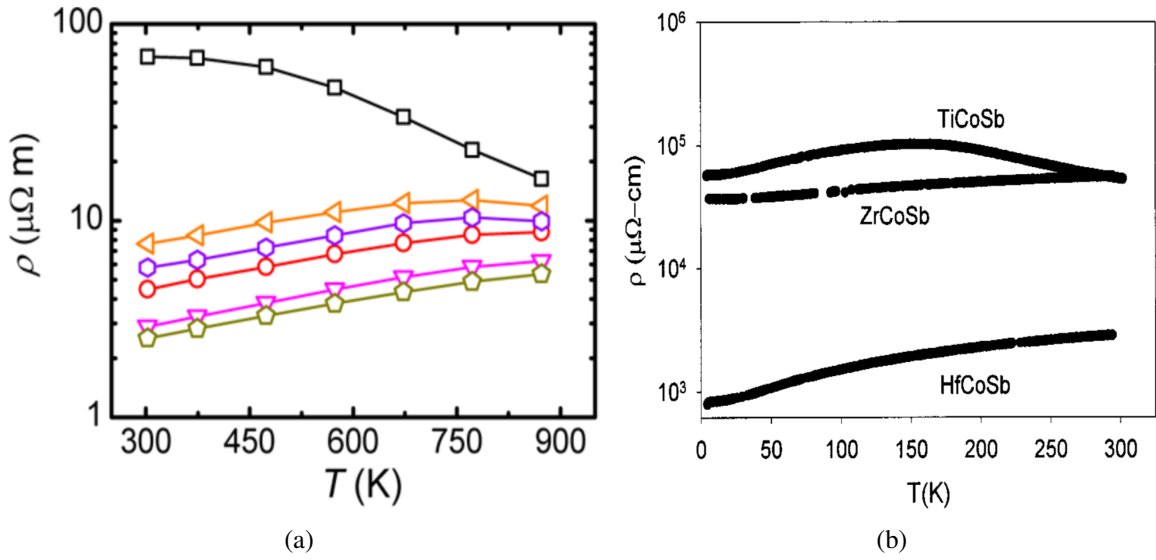 100
10
1
ρ (μΩ m)
300
450
600
750
900
T (K)
(a)
10⁶
10⁵
10⁴
10³
ρ (μΩ–cm)
TiCoSb
ZrCoSb
HfCoSb
0
50
100
150
200
250
300
T(K)
(b)